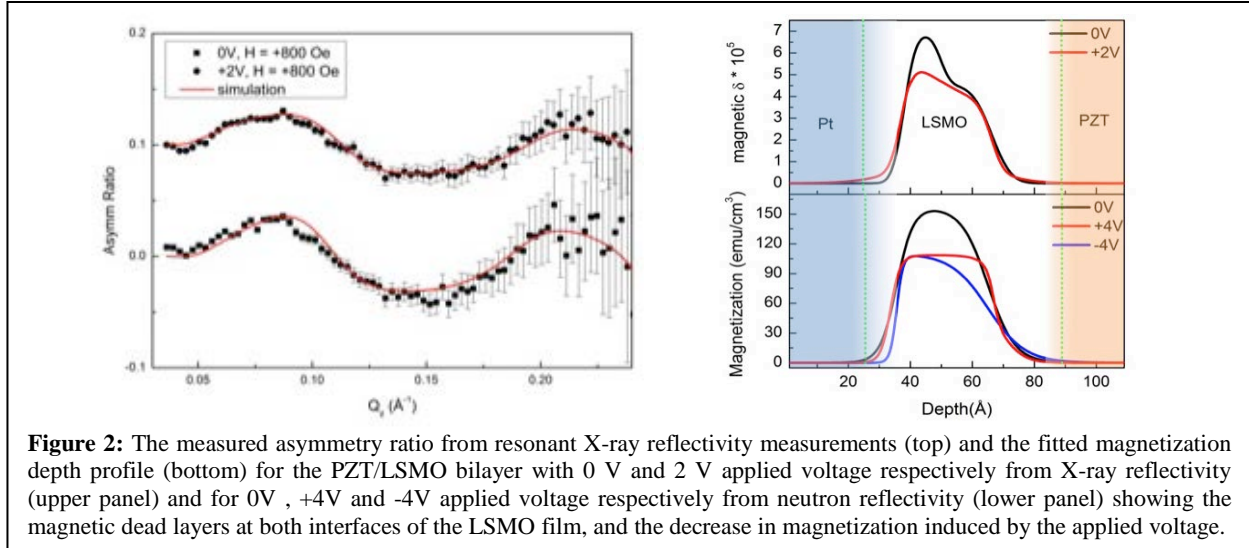 0.2
0V, H = +800 Oe
+2V, H = +800 Oe
simulation
0.1
0.0
-0.1
Asymm Ratio
0.05
0.10
0.15
0.20
Q_z (Å⁻¹)
7
6
5
4
3
2
1
0
magnetic δ * 10⁵
0V
+2V
Pt
LSMO
PZT
150
120
90
60
30
0
Magnetization (emu/cm³)
0V
+4V
-4V
20
40
60
80
100
Depth(Å)
Figure 2: The measured asymmetry ratio from resonant X-ray reflectivity measurements (top) and the fitted magnetization
depth profile (bottom) for the PZT/LSMO bilayer with 0 V and 2 V applied voltage respectively from X-ray reflectivity
(upper panel) and for 0V , +4V and -4V applied voltage respectively from neutron reflectivity (lower panel) showing the
magnetic dead layers at both interfaces of the LSMO film, and the decrease in magnetization induced by the applied voltage.